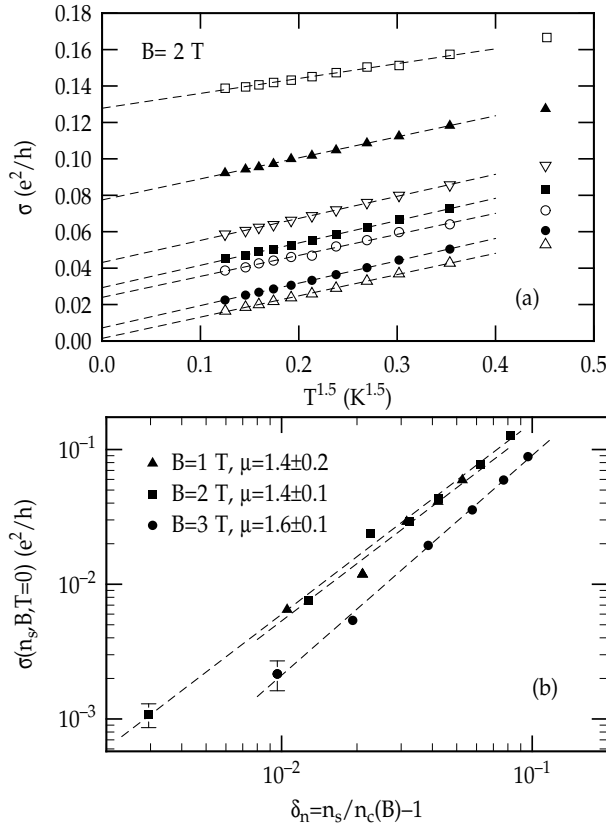 0.18
0.16
0.14
0.12
0.10
0.08
0.06
0.04
0.02
0.00
σ (e²/h)
B= 2 T
(a)
0.0 0.1 0.2 0.3 0.4 0.5
T^1.5 (K^1.5)
10⁻¹
10⁻²
10⁻³
σ(n_s,B,T=0) (e²/h)
B=1 T, μ=1.4±0.2
B=2 T, μ=1.4±0.1
B=3 T, μ=1.6±0.1
(b)
10⁻² 10⁻¹
δ_n=n_s/n_c(B)−1